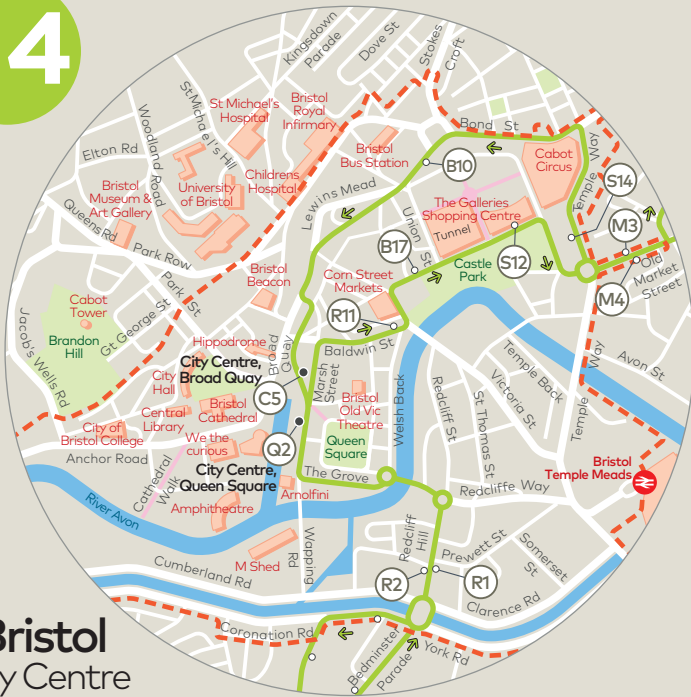 4
Kingsdown
Parade
Dove St
Stokes
Croft
St Michael's
Hospital
Bristol
Royal
Infirmary
St Michael's Hill
Woodland Road
Elton Rd
Bond St
Bristol
Bus Station
B10
Cabot
Circus
Temple Way
S14
Childrens
Hospital
University
of Bristol
Bristol
Museum &
Art Gallery
Queens Rd
Park Row
Lewins Mead
The Galleries
Shopping Centre
Tunnel
Union St
M3
B17
S12
Castle
Park
Old
Market
Street
M4
Bristol
Beacon
Corn Street
Markets
Park St
R11
Cabot
Tower
Gt George St
Brandon
Hill
Jacob's Wells Rd
Hippodrome
Broad
Quay
Baldwin St
City Centre,
Broad Quay
Marsh
Street
City
Hall
C5
Bristol
Cathedral
Central
Library
Bristol
Old Vic
Theatre
Welsh Back
Redcliff St
St Thomas St
Victoria St
Temple Back
Temple
Way
Avon St
City of
Bristol College
We the
curious
Q2
Queen
Square
Anchor Road
City Centre,
Queen Square
The Grove
Bristol
Temple Meads
Cathedral
Walk
Arnolfini
Redcliffe Way
River Avon
Amphitheatre
M Shed
Wapping
Rd
Redcliff
Hill
Prewett St
Somerset
St
Cumberland Rd
R2
R1
Clarence Rd
Coronation Rd
Bedminster
Parade
York Rd
Bristol
y Centre